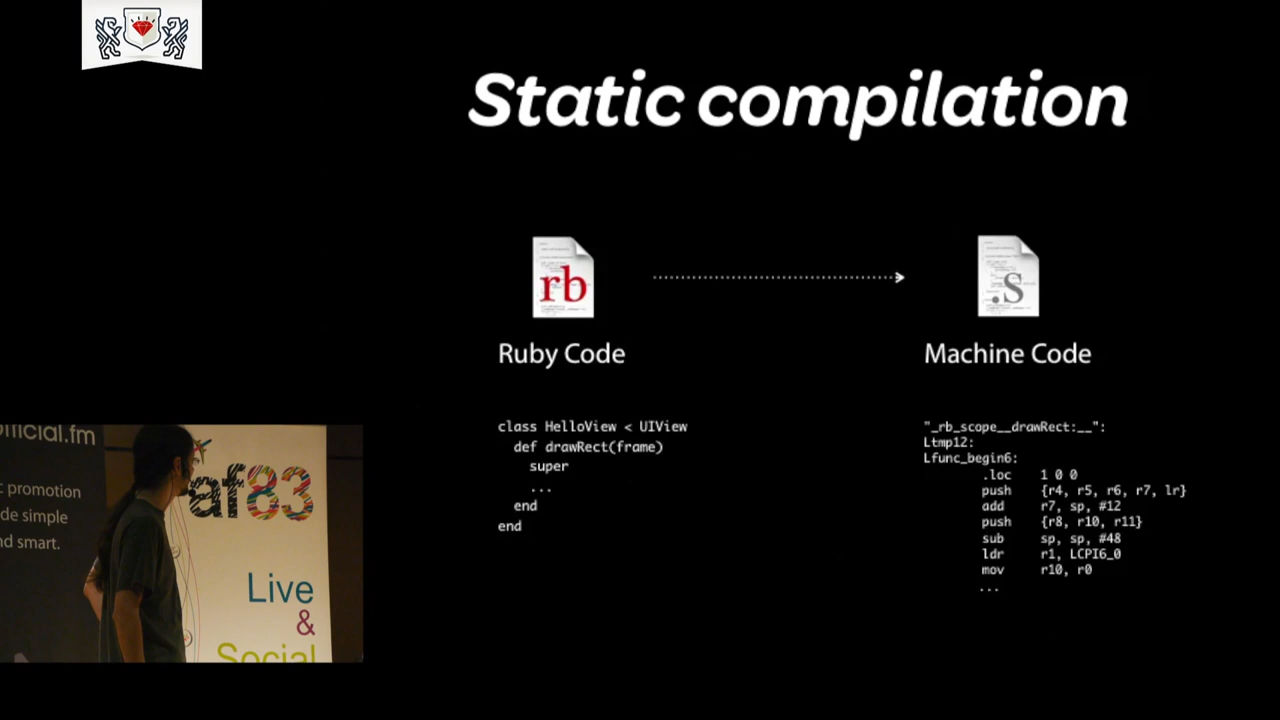 Static compilation
rb
.S
Ruby Code
Machine Code
class HelloView < UIView
def drawRect(frame)
super
...
end
end
"_rb_scope__drawRect:__":
Ltmp12:
Lfunc_begin6:
.loc 1 0 0
push {r4, r5, r6, r7, lr}
add r7, sp, #12
push {r8, r10, r11}
sub sp, sp, #48
ldr r1, LCPI6_0
mov r10, r0
...
official.fm
c promotion
de simple
nd smart.
af83
Live
&
Social